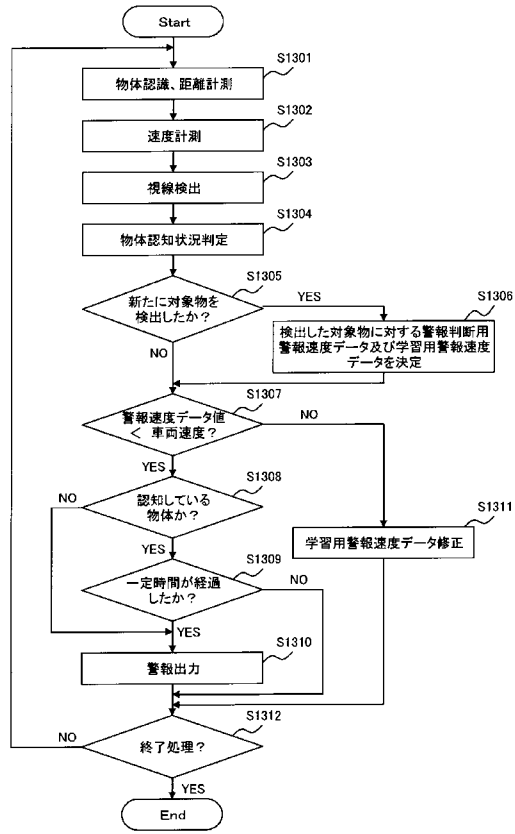 Start
S1301
物体認識、距離計測
S1302
速度計測
S1303
視線検出
S1304
物体認知状況判定
S1305
新たに対象物を
検出したか?
YES
NO
S1306
検出した対象物に対する警報判断用
警報速度データ及び学習用警報速度
データを決定
S1307
警報速度データ値
< 車両速度?
NO
YES
S1308
認知している
物体か?
NO
YES
S1311
学習用警報速度データ修正
S1309
一定時間が経過
したか?
NO
YES
S1310
警報出力
S1312
終了処理?
NO
YES
End